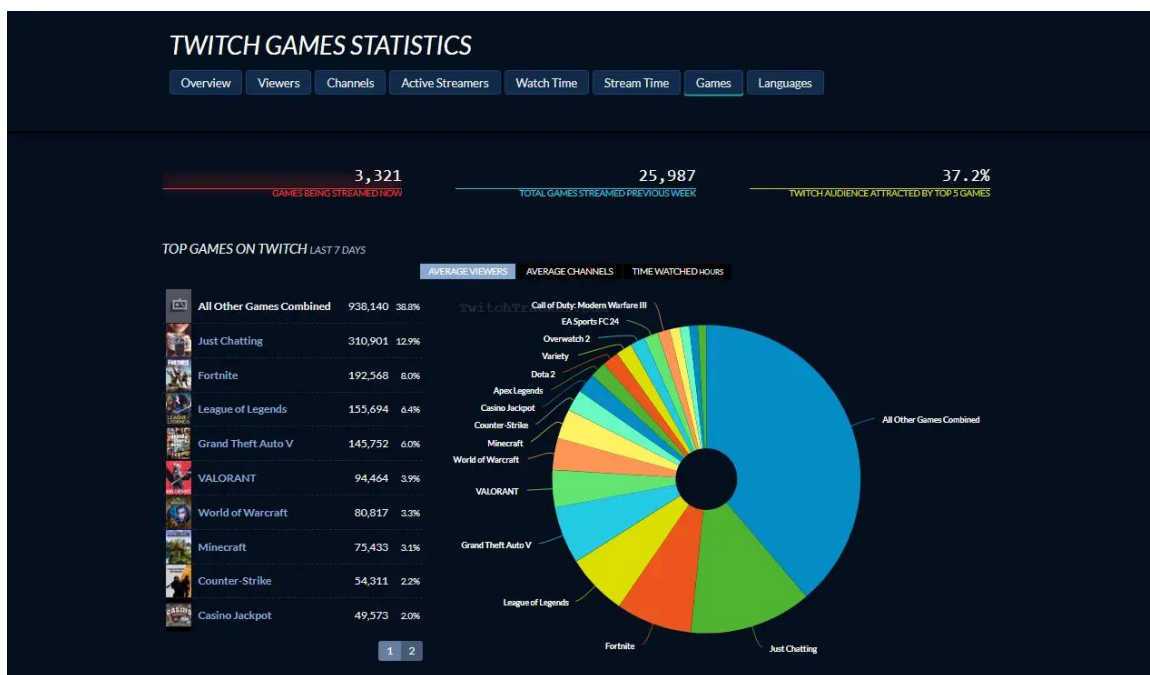 TWITCH GAMES STATISTICS
Overview Viewers Channels Active Streamers Watch Time Stream Time Games Languages
3,321
GAMES BEING STREAMED NOW
25,987
TOTAL GAMES STREAMED PREVIOUS WEEK
37.2%
TWITCH AUDIENCE ATTRACTED BY TOP 5 GAMES
TOP GAMES ON TWITCH LAST 7 DAYS
AVERAGE VIEWERS AVERAGE CHANNELS TIME WATCHED HOURS
All Other Games Combined 938,140 38.8%
Just Chatting 310,901 12.9%
Fortnite 192,568 8.0%
League of Legends 155,694 6.4%
Grand Theft Auto V 145,752 6.0%
VALORANT 94,464 3.9%
World of Warcraft 80,817 3.3%
Minecraft 75,433 3.1%
Counter-Strike 54,311 2.2%
Casino Jackpot 49,573 2.0%
1 2
Call of Duty: Modern Warfare III
EA Sports FC 24
Overwatch 2
Variety
Dota 2
Apex Legends
Casino Jackpot
Counter-Strike
Minecraft
World of Warcraft
VALORANT
Grand Theft Auto V
League of Legends
Fortnite
Just Chatting
All Other Games Combined